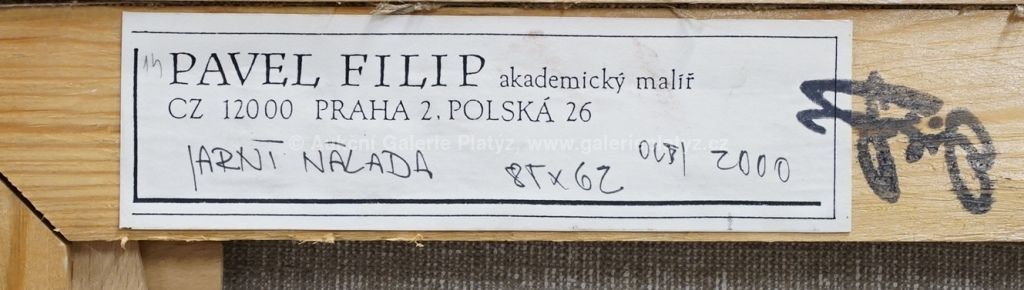 PAVEL FILIP akademický malíř
CZ 12000 PRAHA 2, POLSKÁ 26
© Aukční Galerie Platýz, www.galerieplatyz.cz
JARNÍ NÁLADA 85x62 OLEJ 2000